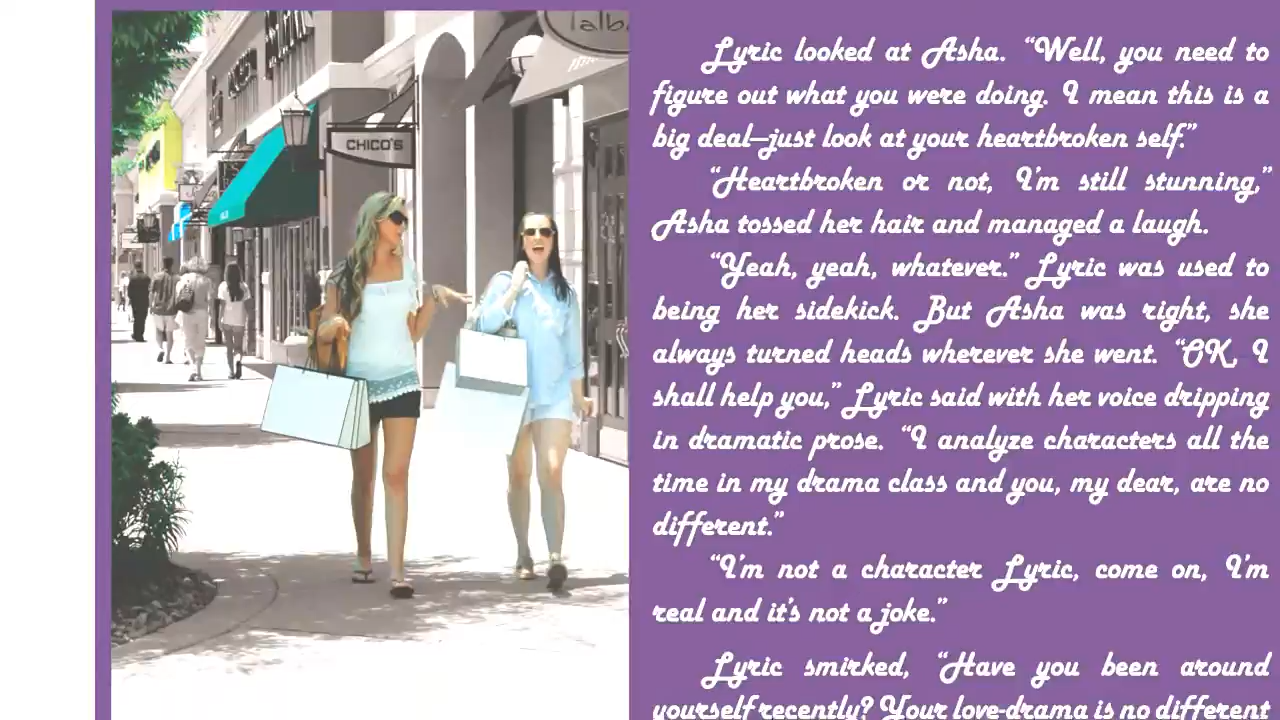 CHICO'S
Talb
Lyric looked at Asha. “Well, you need to
figure out what you were doing. I mean this is a
big deal—just look at your heartbroken self.”
“Heartbroken or not, I’m still stunning,”
Asha tossed her hair and managed a laugh.
“Yeah, yeah, whatever.” Lyric was used to
being her sidekick. But Asha was right, she
always turned heads wherever she went. “OK, I
shall help you,” Lyric said with her voice dripping
in dramatic prose. “I analyze characters all the
time in my drama class and you, my dear, are no
different.”
“I’m not a character Lyric, come on, I’m
real and it’s not a joke.”
Lyric smirked, “Have you been around
yourself recently? Your love-drama is no different